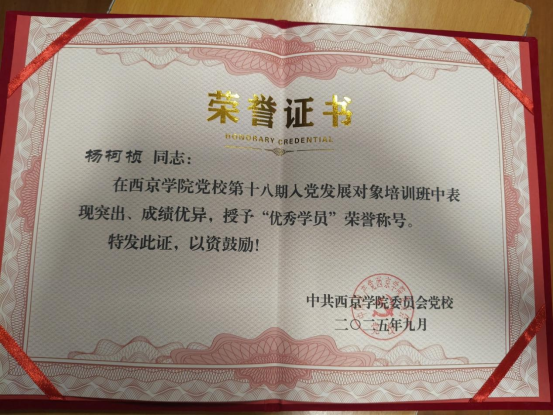 荣誉证书
HONORARY CREDENTIAL
杨柯桢 同志：
在西京学院党校第十八期入党发展对象培训班中表
现突出、成绩优异，授予“优秀学员”荣誉称号。
特发此证，以资鼓励！
中共西京学院委员会党校
二〇二五年九月